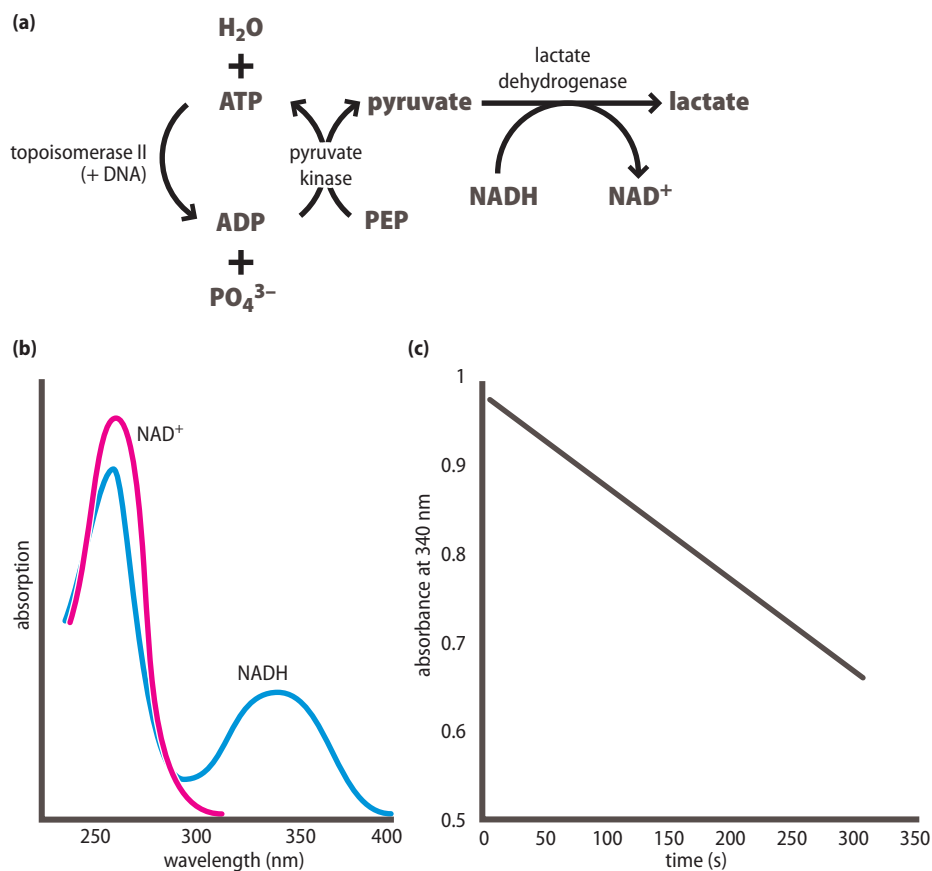 (a)
H₂O
+
ATP
topoisomerase II
(+ DNA)
ADP
+
PO₄³⁻
pyruvate
kinase
PEP
pyruvate
lactate
dehydrogenase
lactate
NADH
NAD⁺
(b)
absorption
NAD⁺
NADH
250
300
350
400
wavelength (nm)
(c)
absorbance at 340 nm
1
0.9
0.8
0.7
0.6
0.5
0
50
100
150
200
250
300
350
time (s)